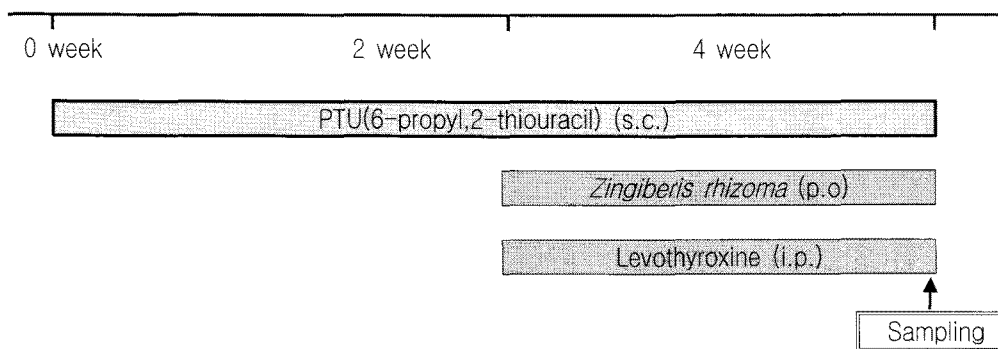 0 week 2 week 4 week
PTU(6-propyl,2-thiouracil) (s.c.)
Zingiberis rhizoma (p.o)
Levothyroxine (i.p.)
Sampling